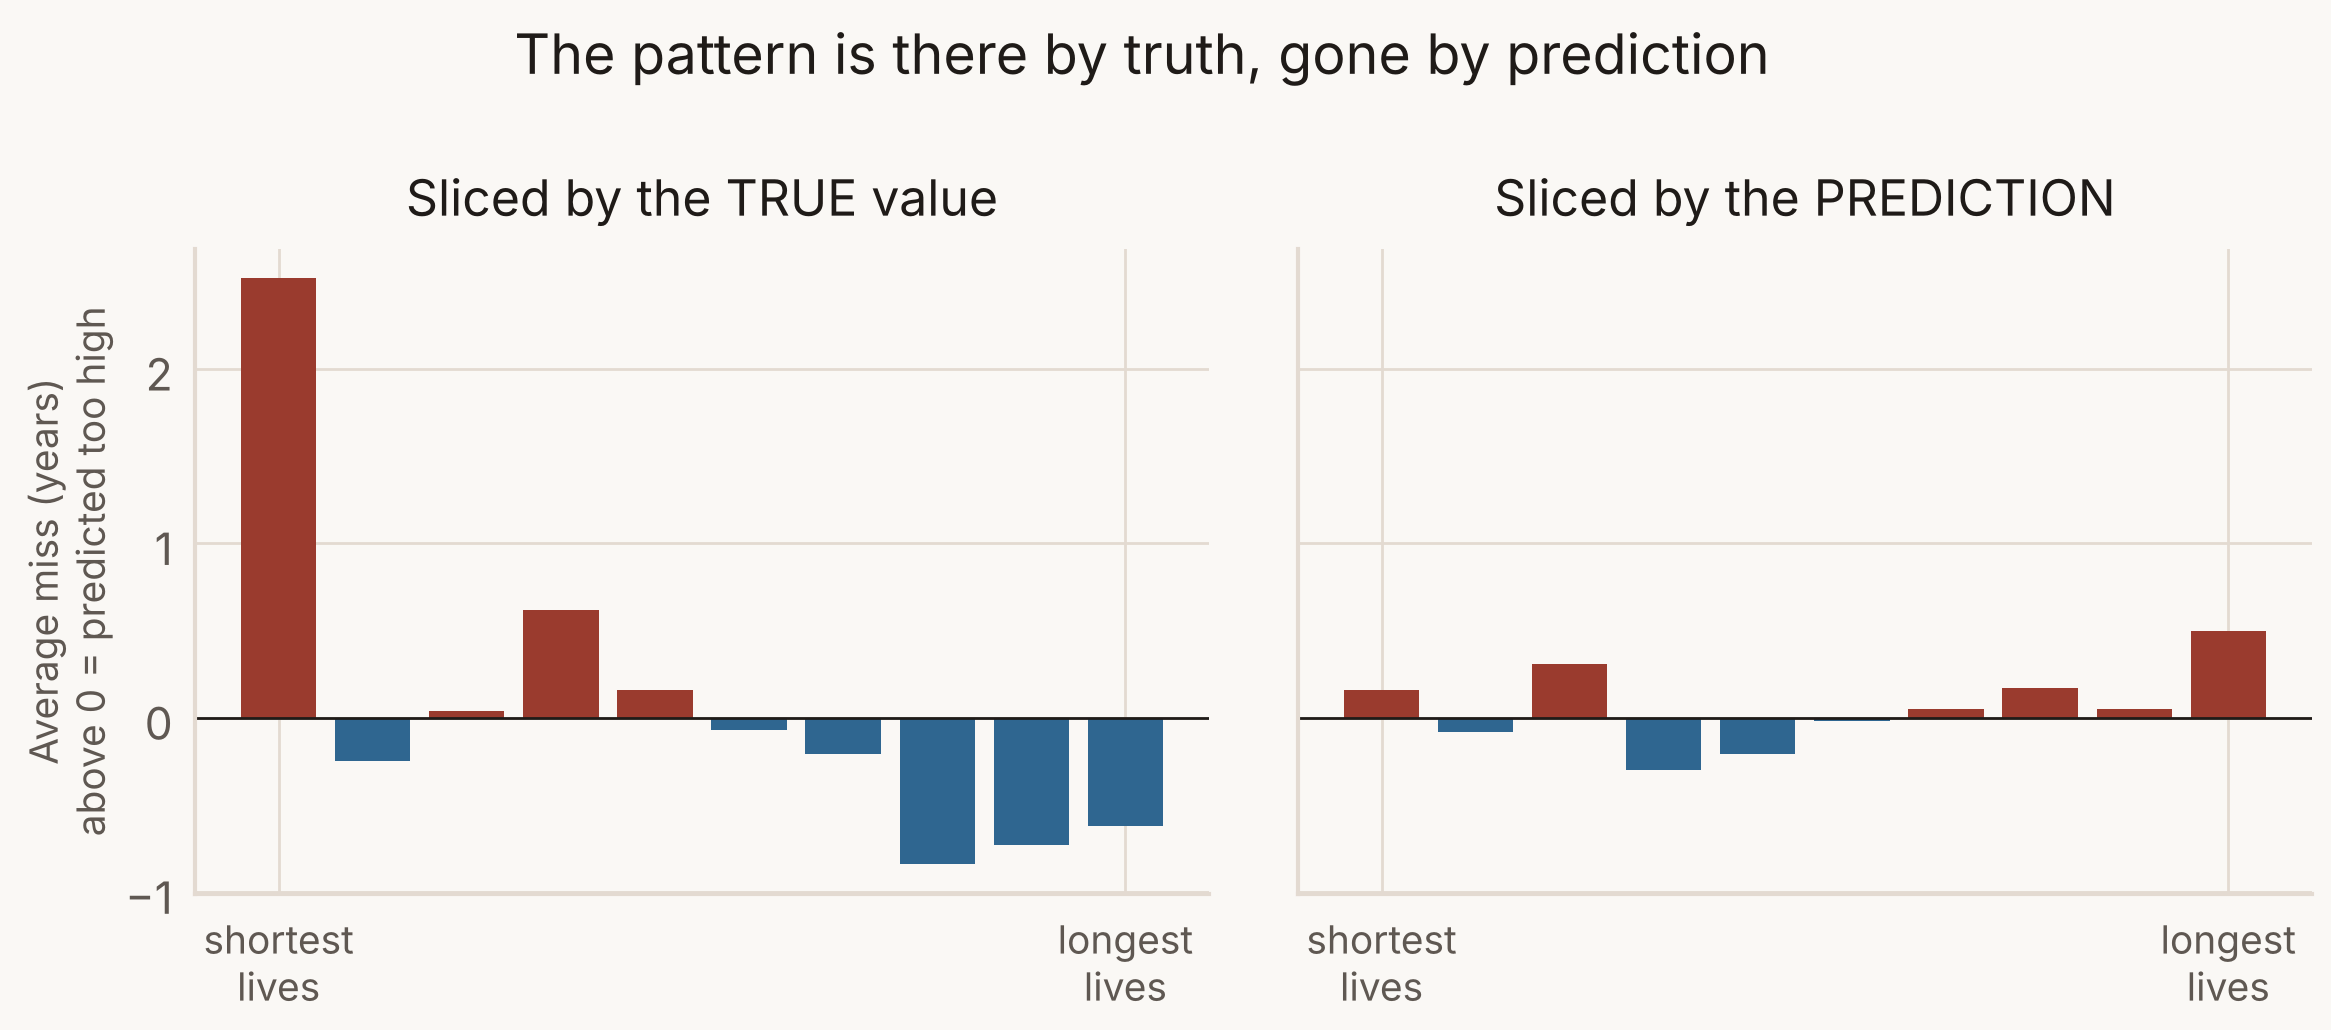 The pattern is there by truth, gone by prediction
Sliced by the TRUE value
Average miss (years)
above 0 = predicted too high
2
1
0
−1
shortest
lives
longest
lives
Sliced by the PREDICTION
shortest
lives
longest
lives